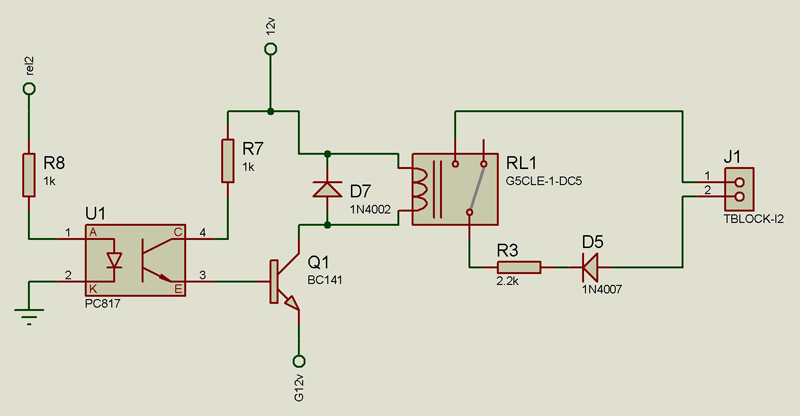 12v
rel2
R8
1k
R7
1k
U1
1
A
C
4
2
K
E
3
PC817
D7
1N4002
Q1
BC141
G12v
RL1
G5CLE-1-DC5
R3
2.2k
D5
1N4007
J1
1
2
TBLOCK-I2